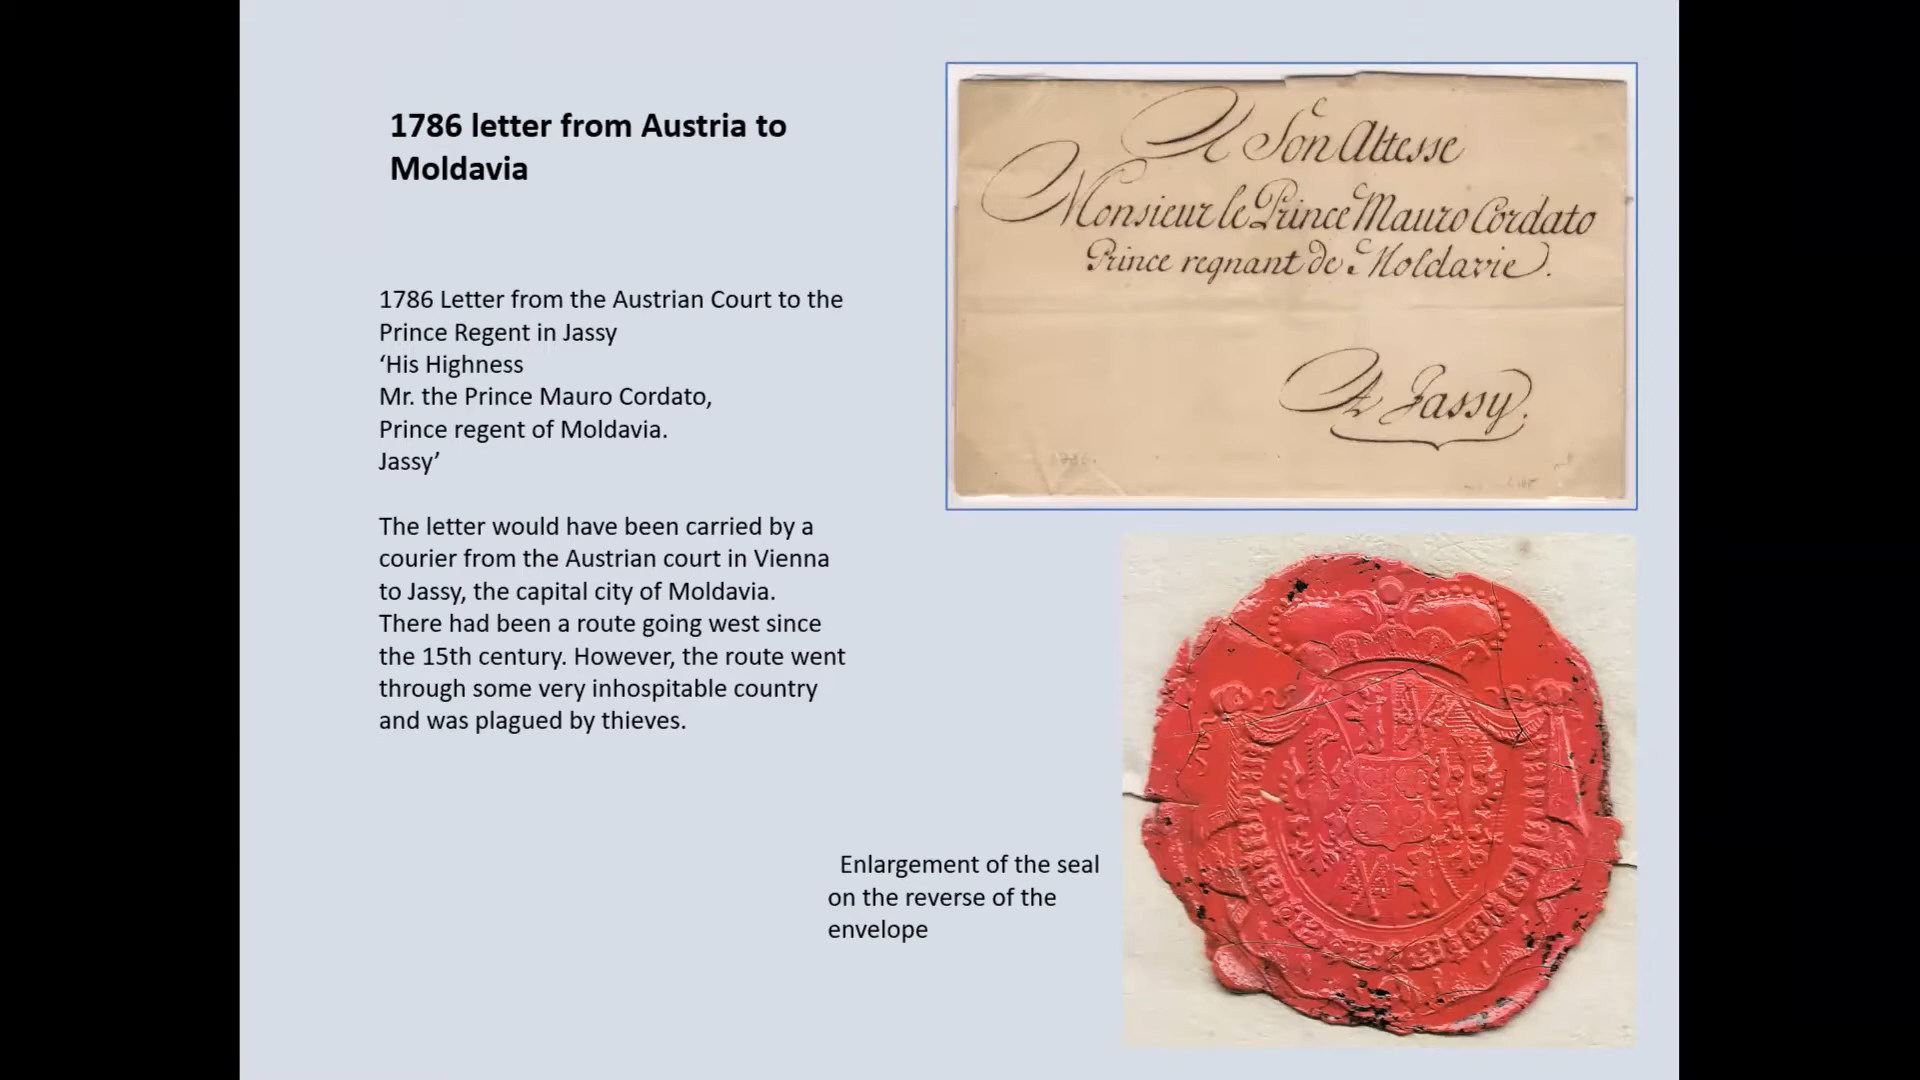 1786 letter from Austria to
Moldavia
1786 Letter from the Austrian Court to the
Prince Regent in Jassy
‘His Highness
Mr. the Prince Mauro Cordato,
Prince regent of Moldavia.
Jassy’
The letter would have been carried by a
courier from the Austrian court in Vienna
to Jassy, the capital city of Moldavia.
There had been a route going west since
the 15th century. However, the route went
through some very inhospitable country
and was plagued by thieves.
A Son Altesse
Monsieur le Prince Mauro Cordato
Prince regnant de Moldavie.
A Jassy.
Enlargement of the seal
on the reverse of the
envelope